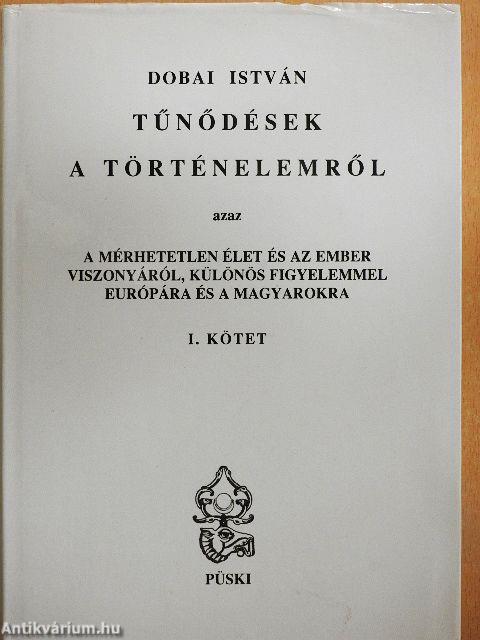 DOBAI ISTVÁN
TŰNŐDÉSEK
A TÖRTÉNELEMRŐL
azaz
A MÉRHETETLEN ÉLET ÉS AZ EMBER
VISZONYÁRÓL, KÜLÖNÖS FIGYELEMMEL
EURÓPÁRA ÉS A MAGYAROKRA
I. KÖTET
PÜSKI
Antikvárium.hu